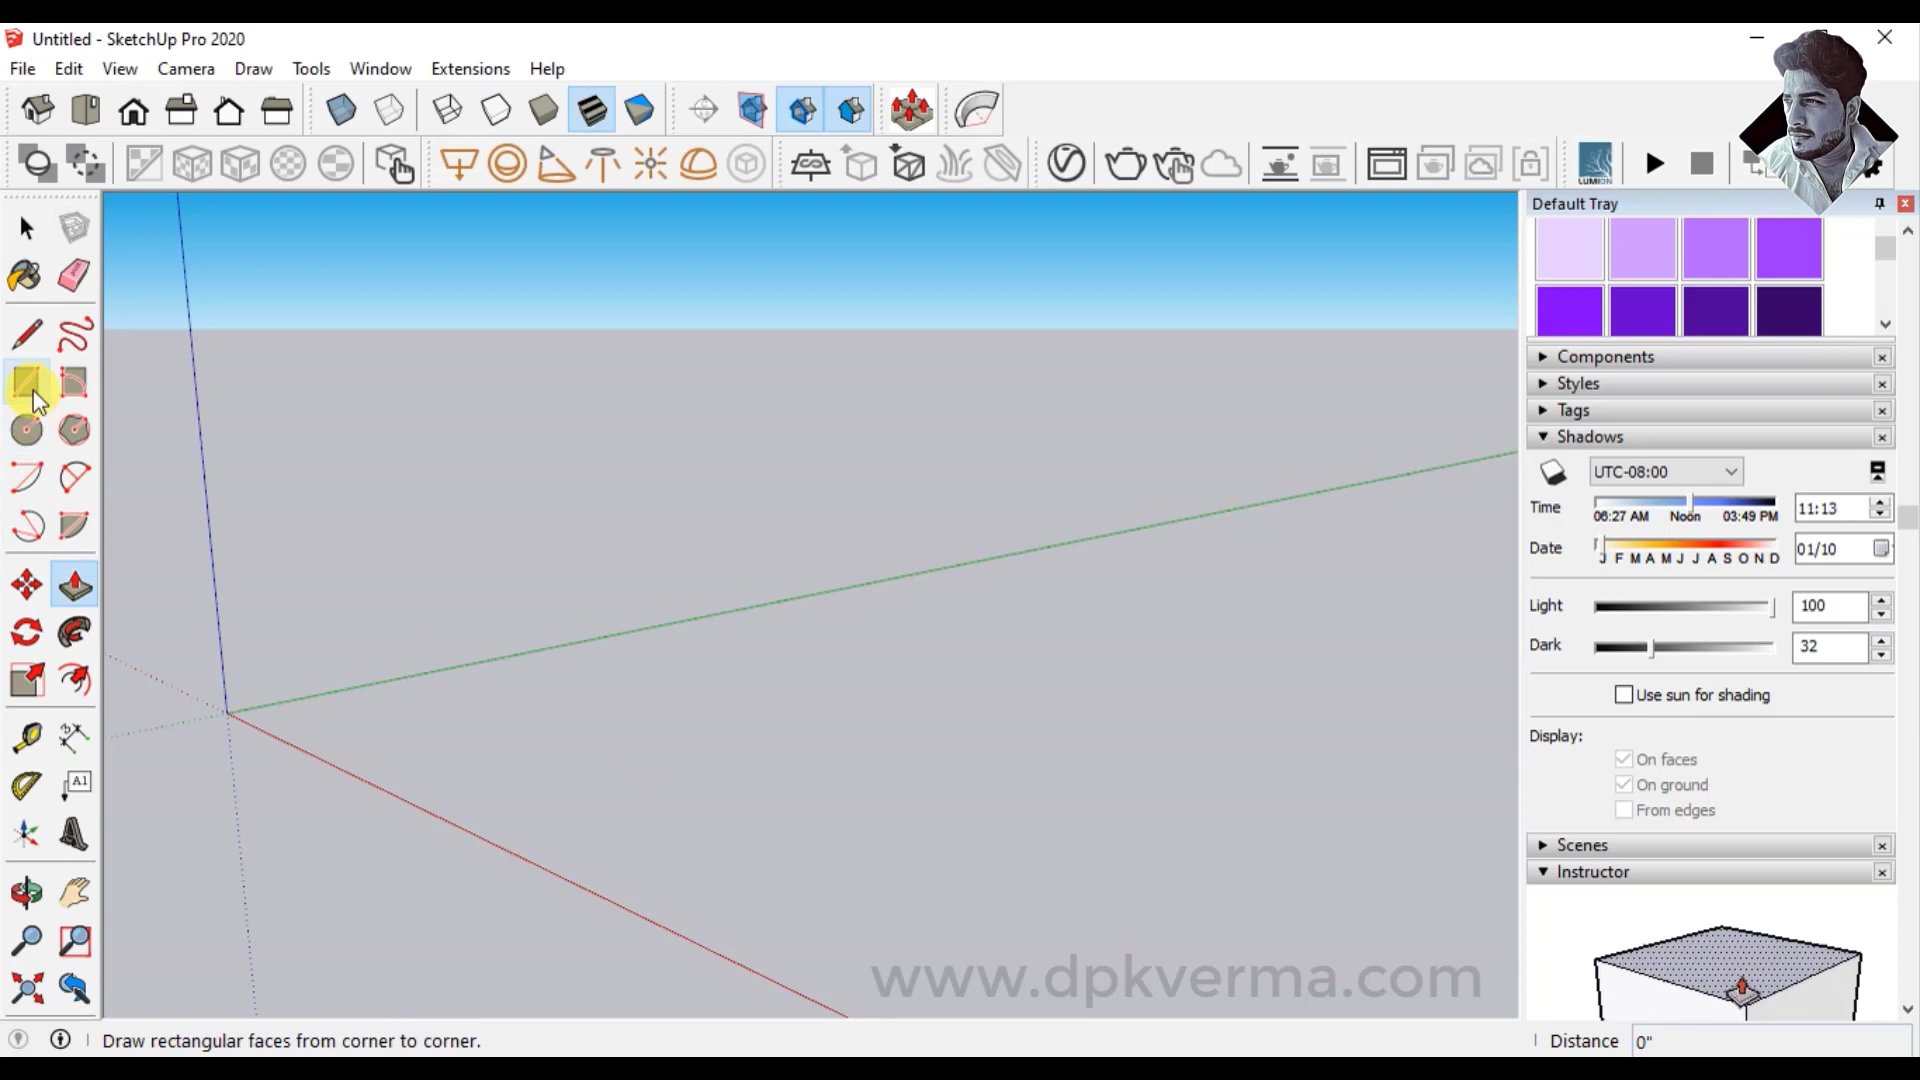 Untitled - SketchUp Pro 2020
File Edit View Camera Draw Tools Window Extensions Help
LUMION
Default Tray
Components
Styles
Tags
Shadows
UTC-08:00
Time 06:27 AM Noon 03:49 PM 11:13
Date J F M A M J J A S O N D 01/10
Light 100
Dark 32
Use sun for shading
Display:
On faces
On ground
From edges
Scenes
Instructor
A1
www.dpkverma.com
Draw rectangular faces from corner to corner.
Distance 0"